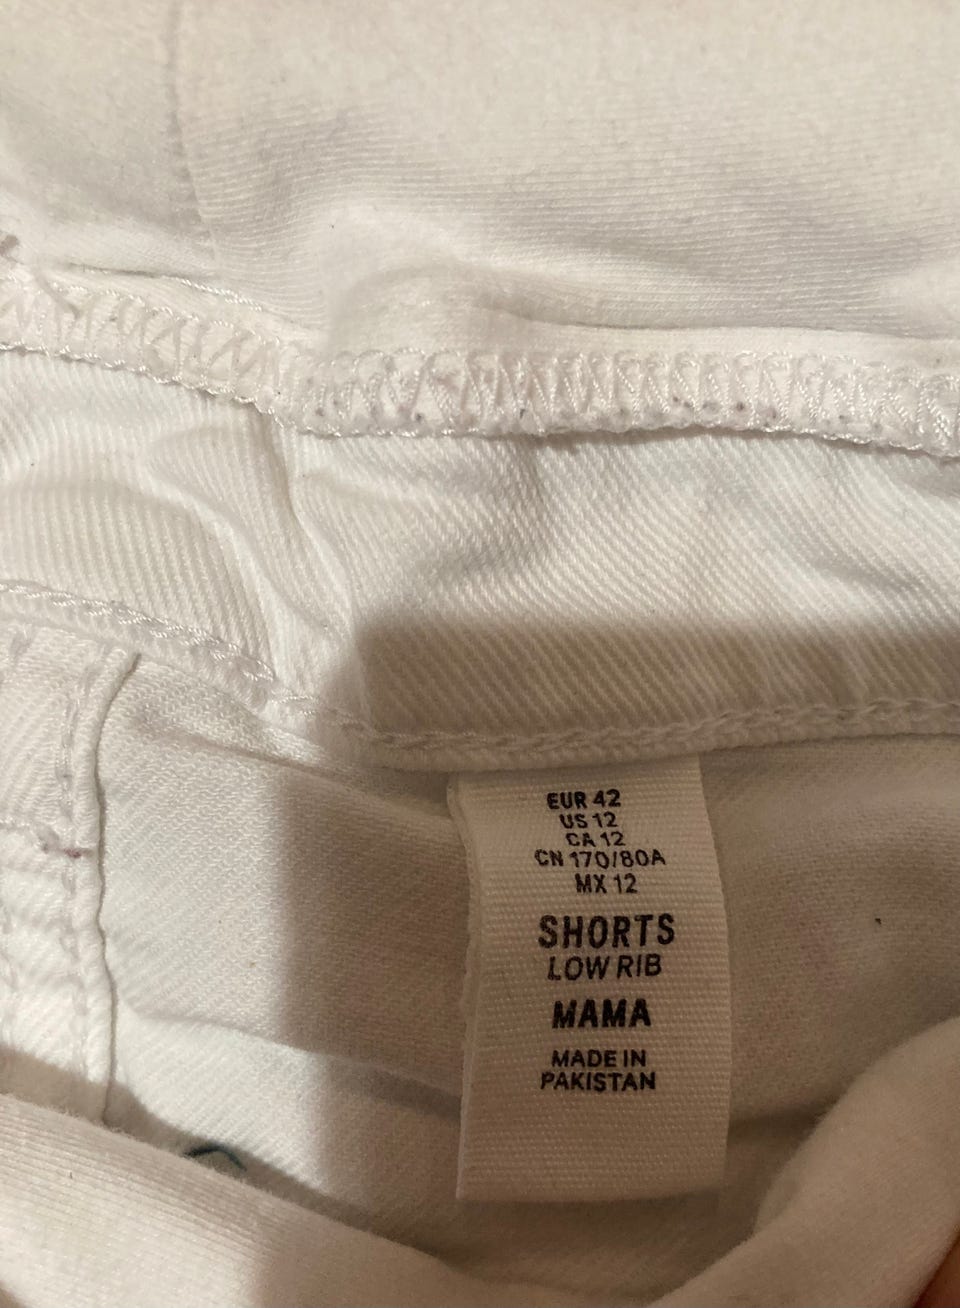 EUR 42
US 12
CA 12
CN 170/80A
MX 12
SHORTS
LOW RIB
MAMA
MADE IN
PAKISTAN